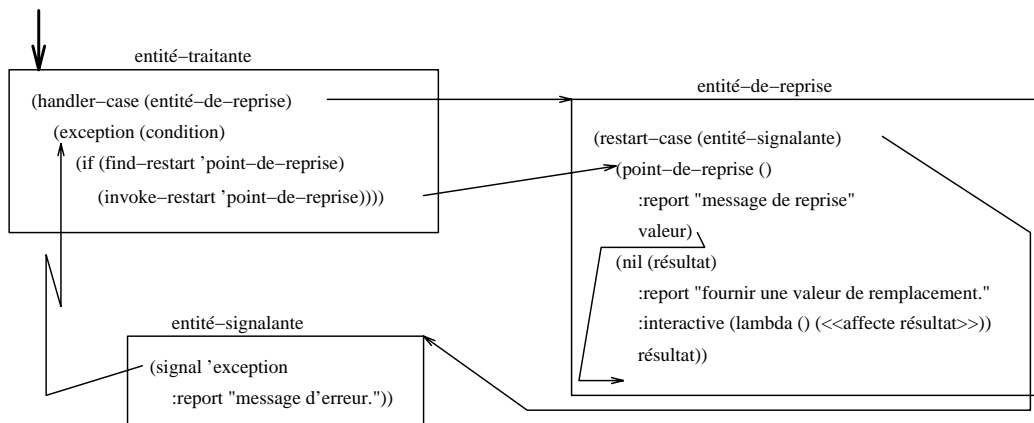 entité−traitante
(handler−case (entité−de−reprise)
(exception (condition)
(if (find−restart ’point−de−reprise)
(invoke−restart ’point−de−reprise))))
entité−de−reprise
(restart−case (entité−signalante)
(point−de−reprise ()
:report "message de reprise"
valeur)
(nil (résultat)
:report "fournir une valeur de remplacement."
:interactive (lambda () (<<affecte résultat>>))
résultat))
entité−signalante
(signal ’exception
:report "message d’erreur."))